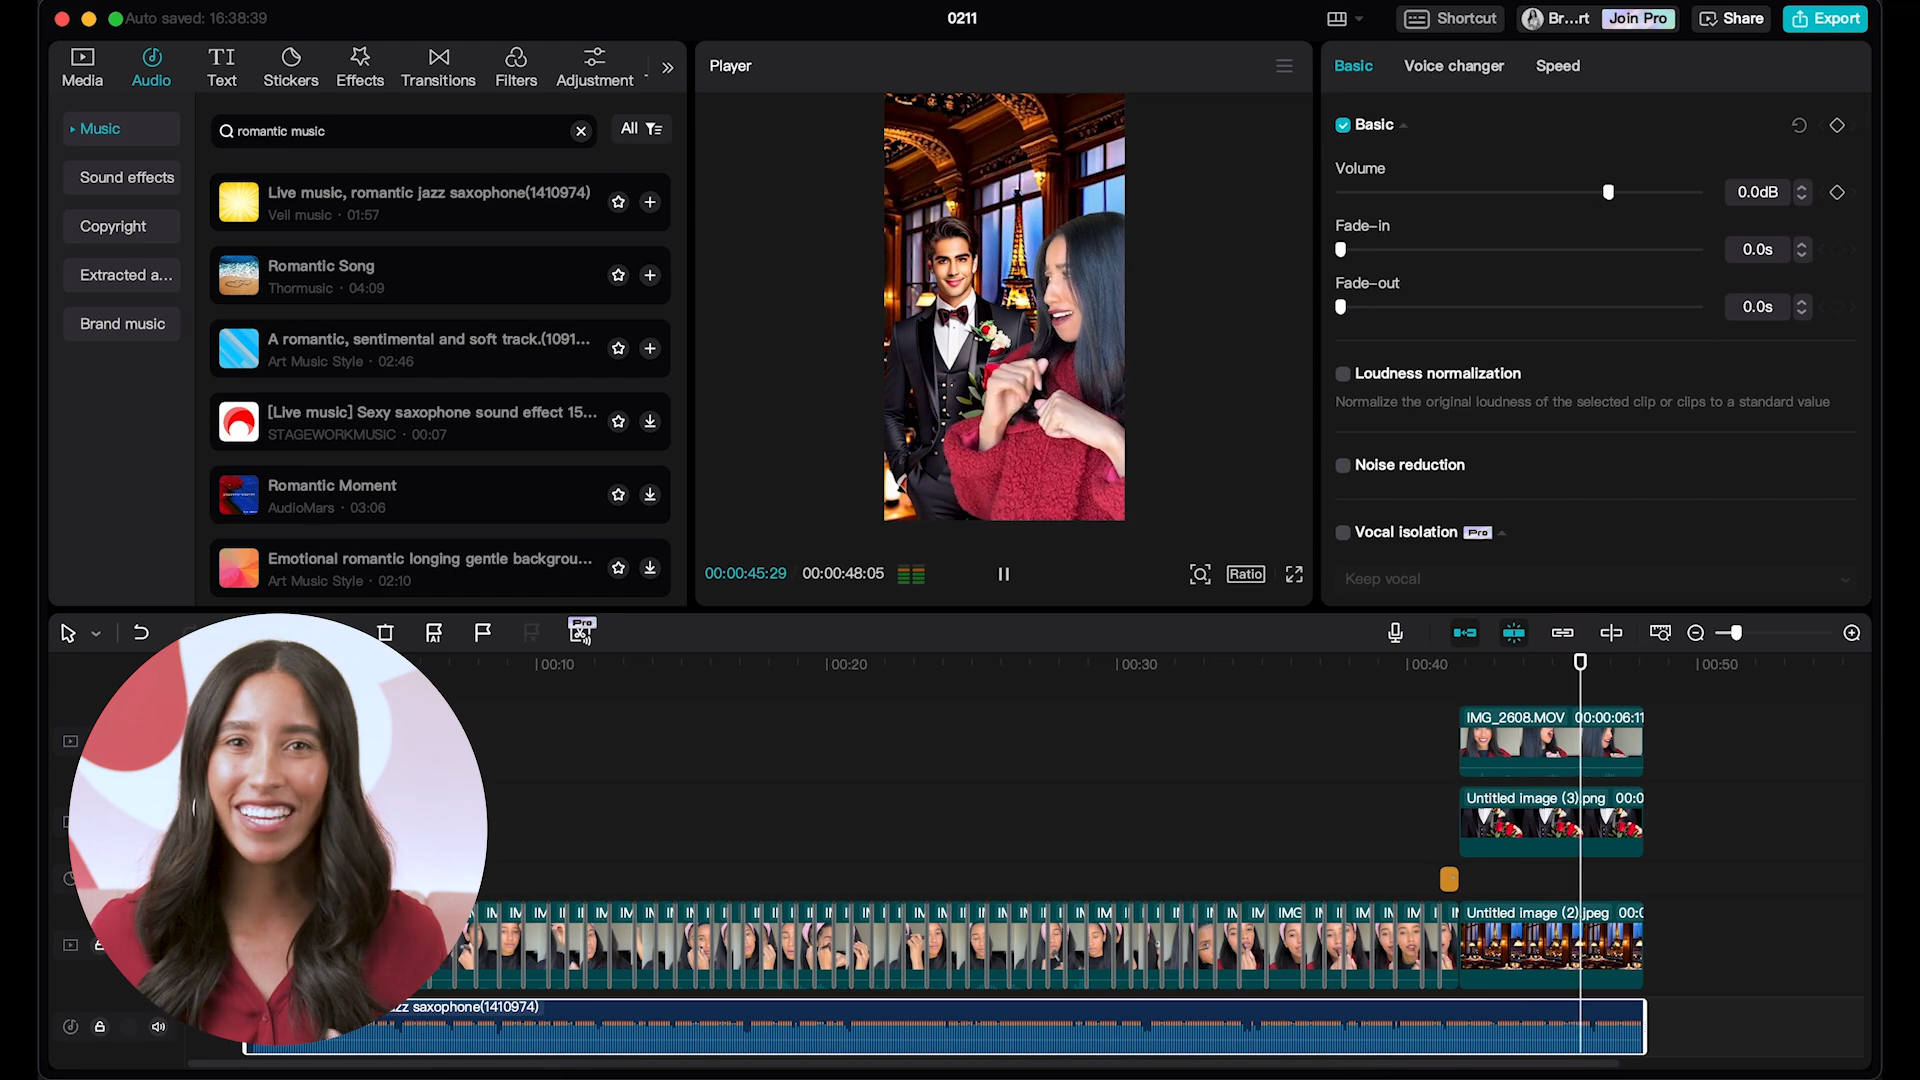 Auto saved: 16:38:39
0211
Shortcut
Br...rt
Join Pro
Share
Export
Media
Audio
Text
Stickers
Effects
Transitions
Filters
Adjustment
Music
Sound effects
Copyright
Extracted a...
Brand music
romantic music
All
Live music, romantic jazz saxophone(1410974)
Veil music · 01:57
Romantic Song
Thormusic · 04:09
A romantic, sentimental and soft track.(1091...
Art Music Style · 02:46
[Live music] Sexy saxophone sound effect 15...
STAGEWORKMUSIC · 00:07
Romantic Moment
AudioMars · 03:06
Emotional romantic longing gentle backgrou...
Art Music Style · 02:10
Player
00:00:45:29
00:00:48:05
Ratio
Basic
Voice changer
Speed
Basic
Volume
0.0dB
Fade-in
0.0s
Fade-out
0.0s
Loudness normalization
Normalize the original loudness of the selected clip or clips to a standard value
Noise reduction
Vocal isolation Pro
Keep vocal
Pro
00:10
00:20
00:30
00:40
00:50
IMG_2608.MOV 00:00:06:11
Untitled image (3).png 00:0
IMG
Untitled image (2).jpeg 00:0
azz saxophone(1410974)